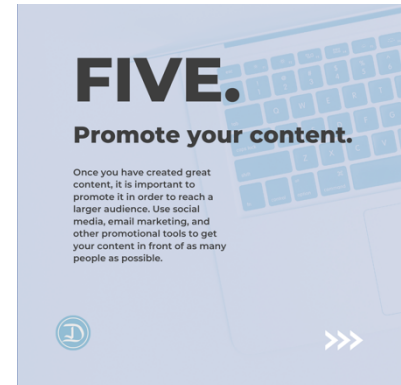 FIVE.
Promote your content.
Once you have created great
content, it is important to
promote it in order to reach a
larger audience. Use social
media, email marketing, and
other promotional tools to get
your content in front of as many
people as possible.